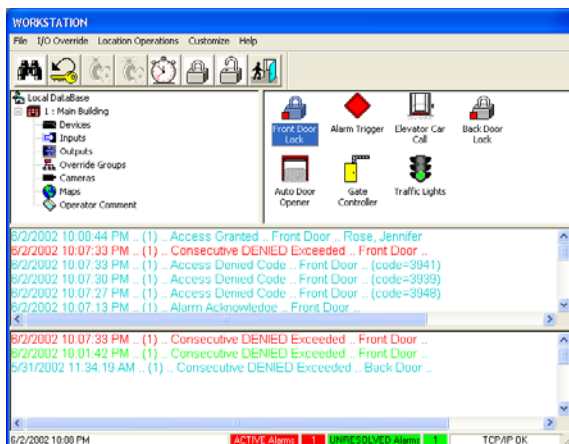 WORKSTATION
File I/O Override Location Operations Customize Help
Local DataBase
1 : Main Building
Devices
Inputs
Outputs
Override Groups
Cameras
Maps
Operator Comment
Front Door Lock
Alarm Trigger
Elevator Car Call
Back Door Lock
Auto Door Opener
Gate Controller
Traffic Lights
6/2/2002 10:08:44 PM .. (1) .. Access Granted .. Front Door .. Rose, Jennifer
6/2/2002 10:07:33 PM .. (1) .. Consecutive DENIED Exceeded .. Front Door ..
6/2/2002 10:07:33 PM .. (1) .. Access Denied Code .. Front Door .. (code=3941)
6/2/2002 10:07:30 PM .. (1) .. Access Denied Code .. Front Door .. (code=3939)
6/2/2002 10:07:27 PM .. (1) .. Access Denied Code .. Front Door .. (code=3948)
6/2/2002 10:07:13 PM .. (1) .. Alarm Acknowledge .. Front Door ..
6/2/2002 10:07:33 PM .. (1) .. Consecutive DENIED Exceeded .. Front Door ..
6/2/2002 10:01:42 PM .. (1) .. Consecutive DENIED Exceeded .. Front Door ..
5/31/2002 11:34:19 AM .. (1) .. Consecutive DENIED Exceeded .. Back Door ..
6/2/2002 10:08 PM ACTIVE Alarms 1 UNRESOLVED Alarms 1 TCP/IP OK